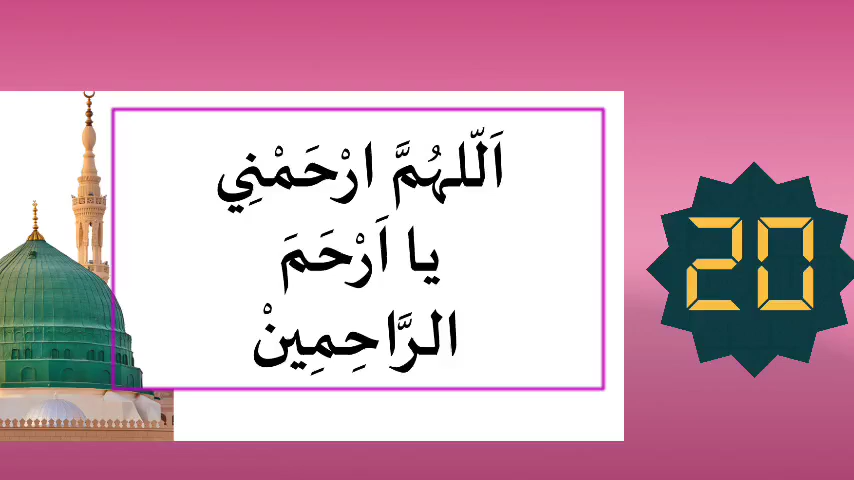 اَللّهُمَّ ارْحَمْنِي
يا اَرْحَمَ
الرَّاحِمِينْ
20